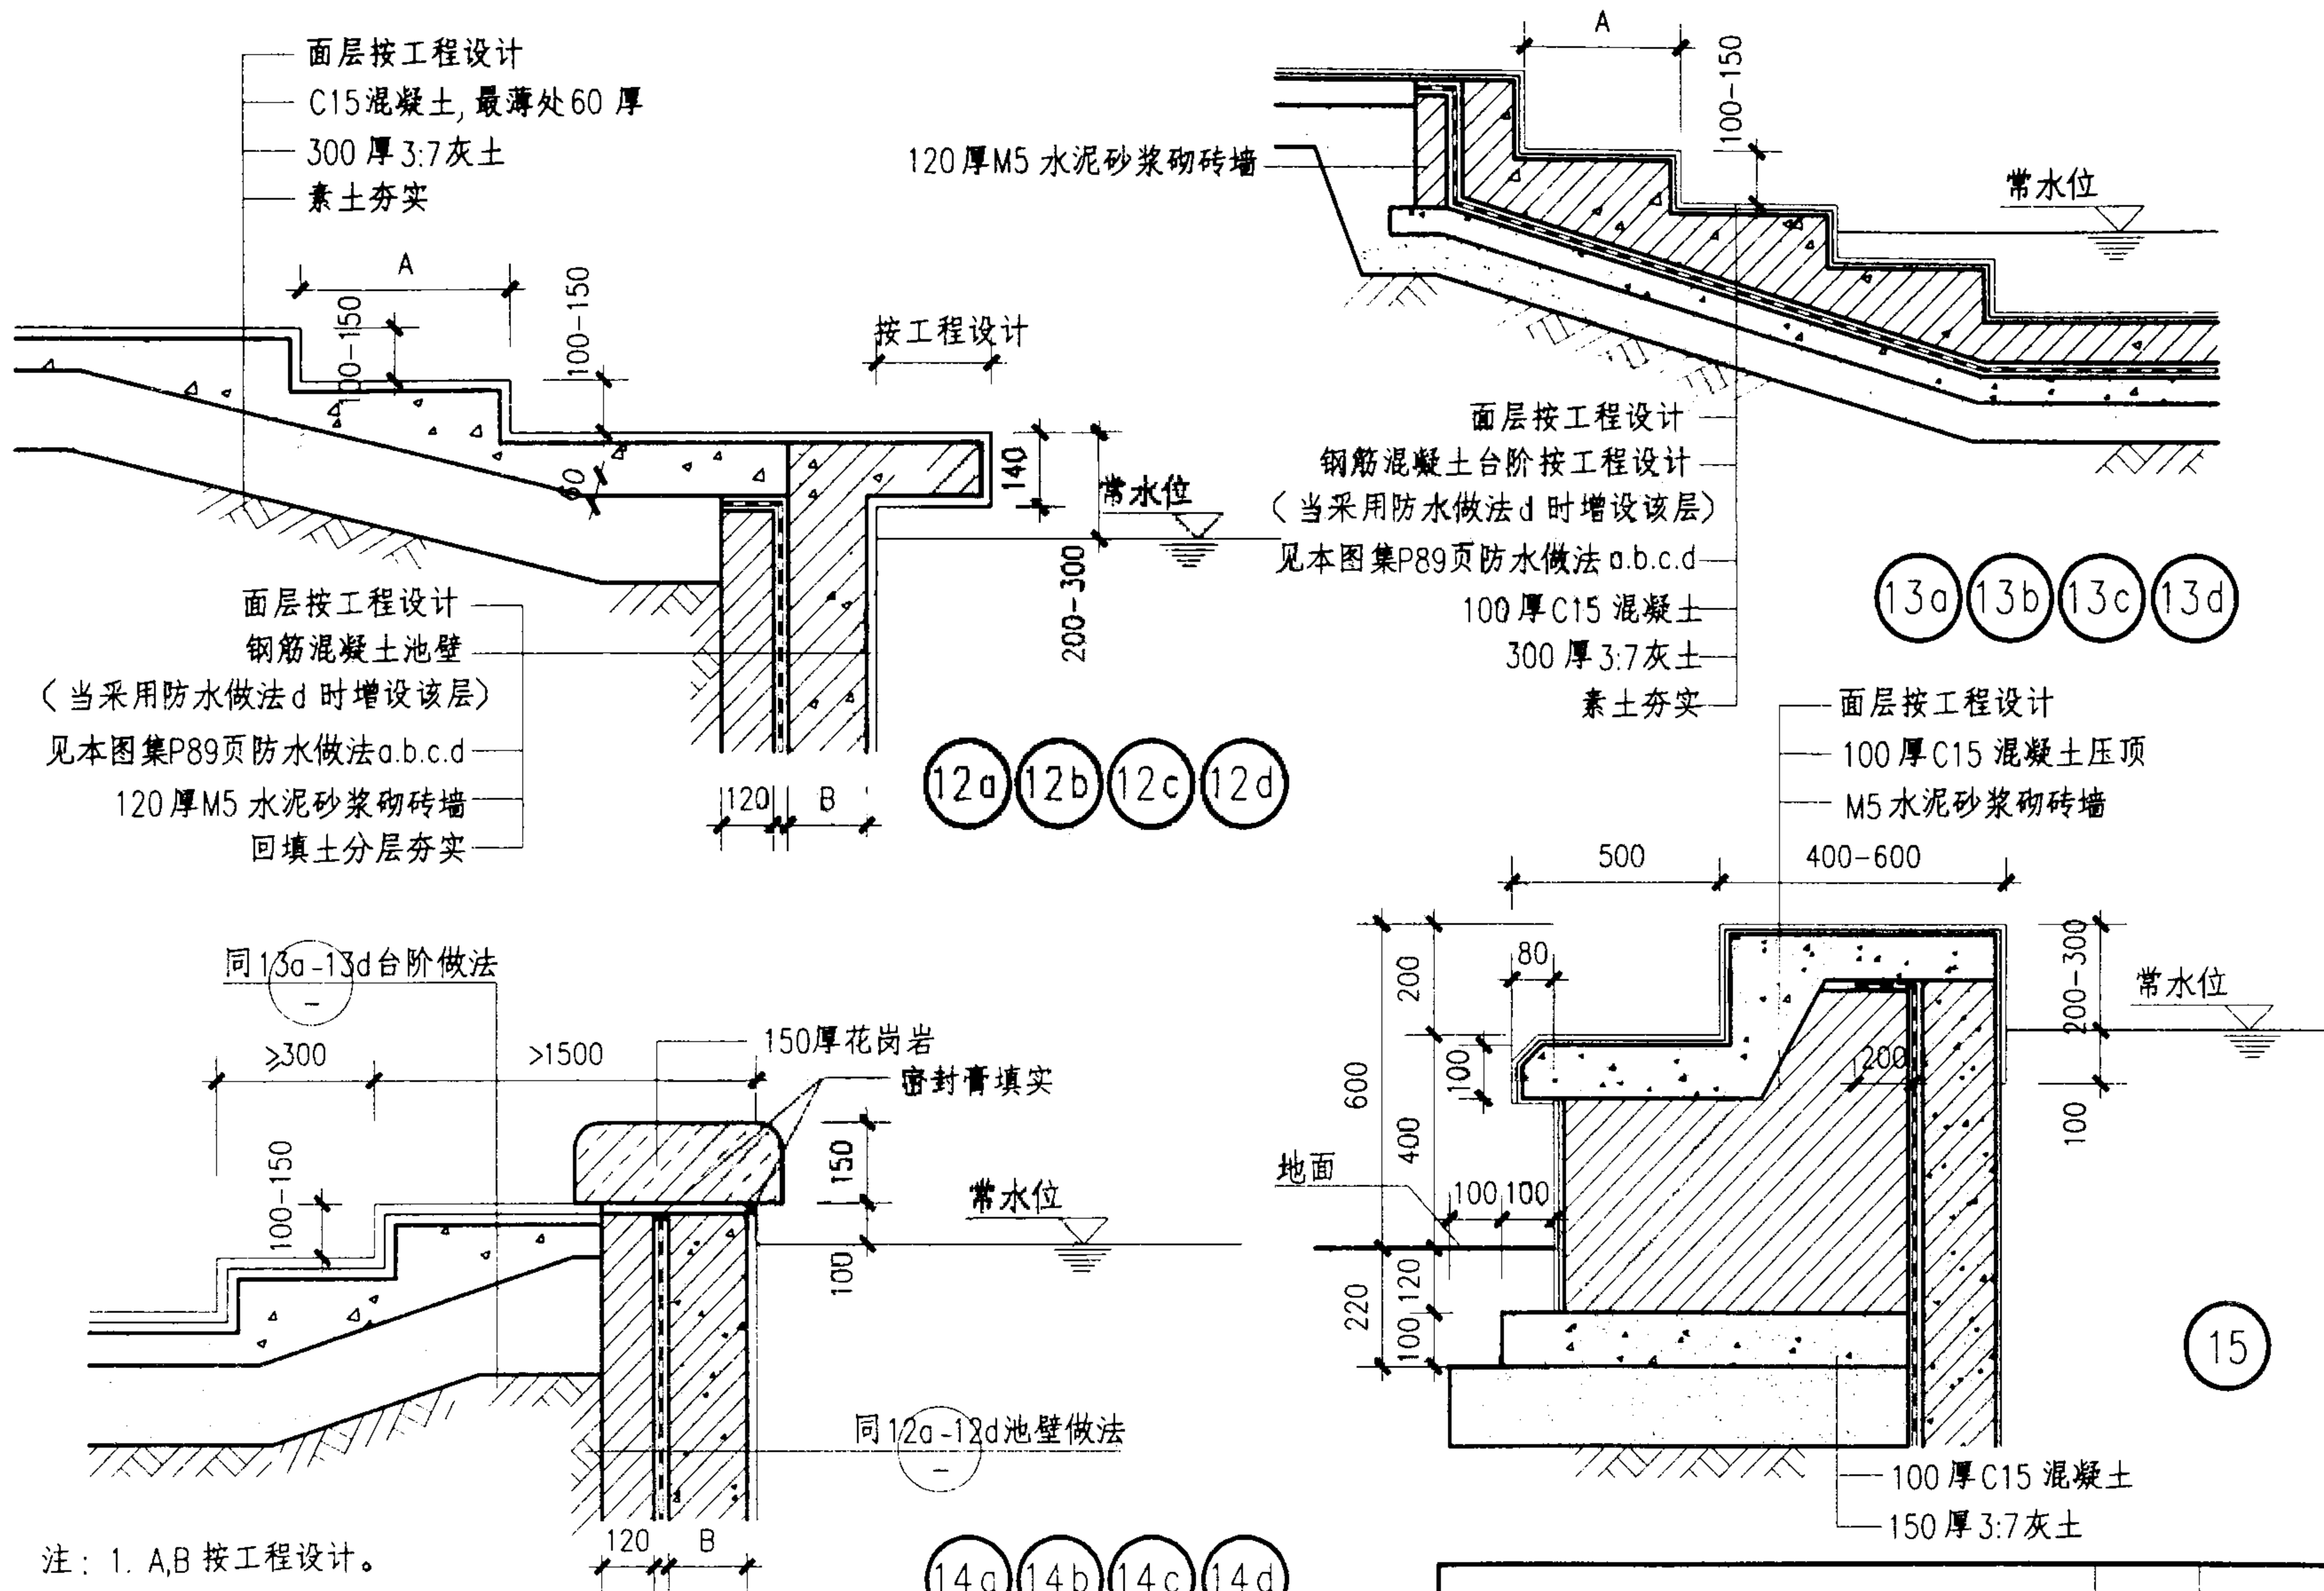 面层按工程设计
C15混凝土,最薄处60厚
300厚3:7灰土
素土夯实
A
100-150
100-150
按工程设计
60
140
常水位
200-300
面层按工程设计
钢筋混凝土池壁
(当采用防水做法d时增设该层)
见本图集P89页防水做法a.b.c.d
120厚M5水泥砂浆砌砖墙
回填土分层夯实
120
B
12a 12b 12c 12d
A
100-150
120厚M5水泥砂浆砌砖墙
常水位
面层按工程设计
钢筋混凝土台阶按工程设计
(当采用防水做法d时增设该层)
见本图集P89页防水做法a.b.c.d
100厚C15混凝土
300厚3:7灰土
素土夯实
13a 13b 13c 13d
同13a-13d台阶做法
-
≥300
>1500
150厚花岗岩
密封膏填实
100-150
150
100
常水位
同12a-12d池壁做法
-
120
B
14a 14b 14c 14d
面层按工程设计
100厚C15混凝土压顶
M5水泥砂浆砌砖墙
500
400-600
80
200
600
100
400
200
200-300
100
常水位
地面
100
100
220
120
100
100厚C15混凝土
150厚3:7灰土
15
注: 1. A,B按工程设计。